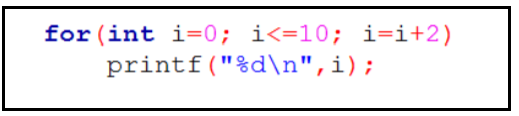 for(int i=0; i<=10; i=i+2)
printf("%d\n",i);